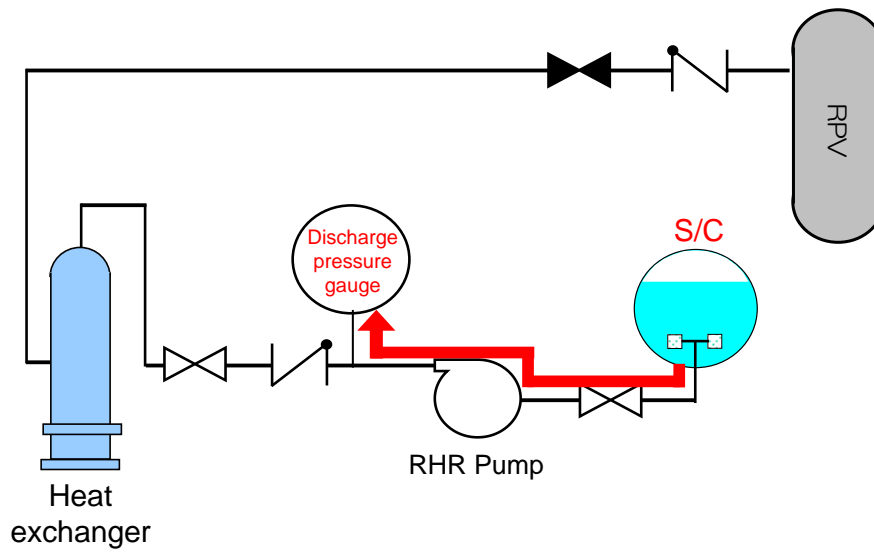 RPV
S/C
Discharge
pressure
gauge
RHR Pump
Heat
exchanger